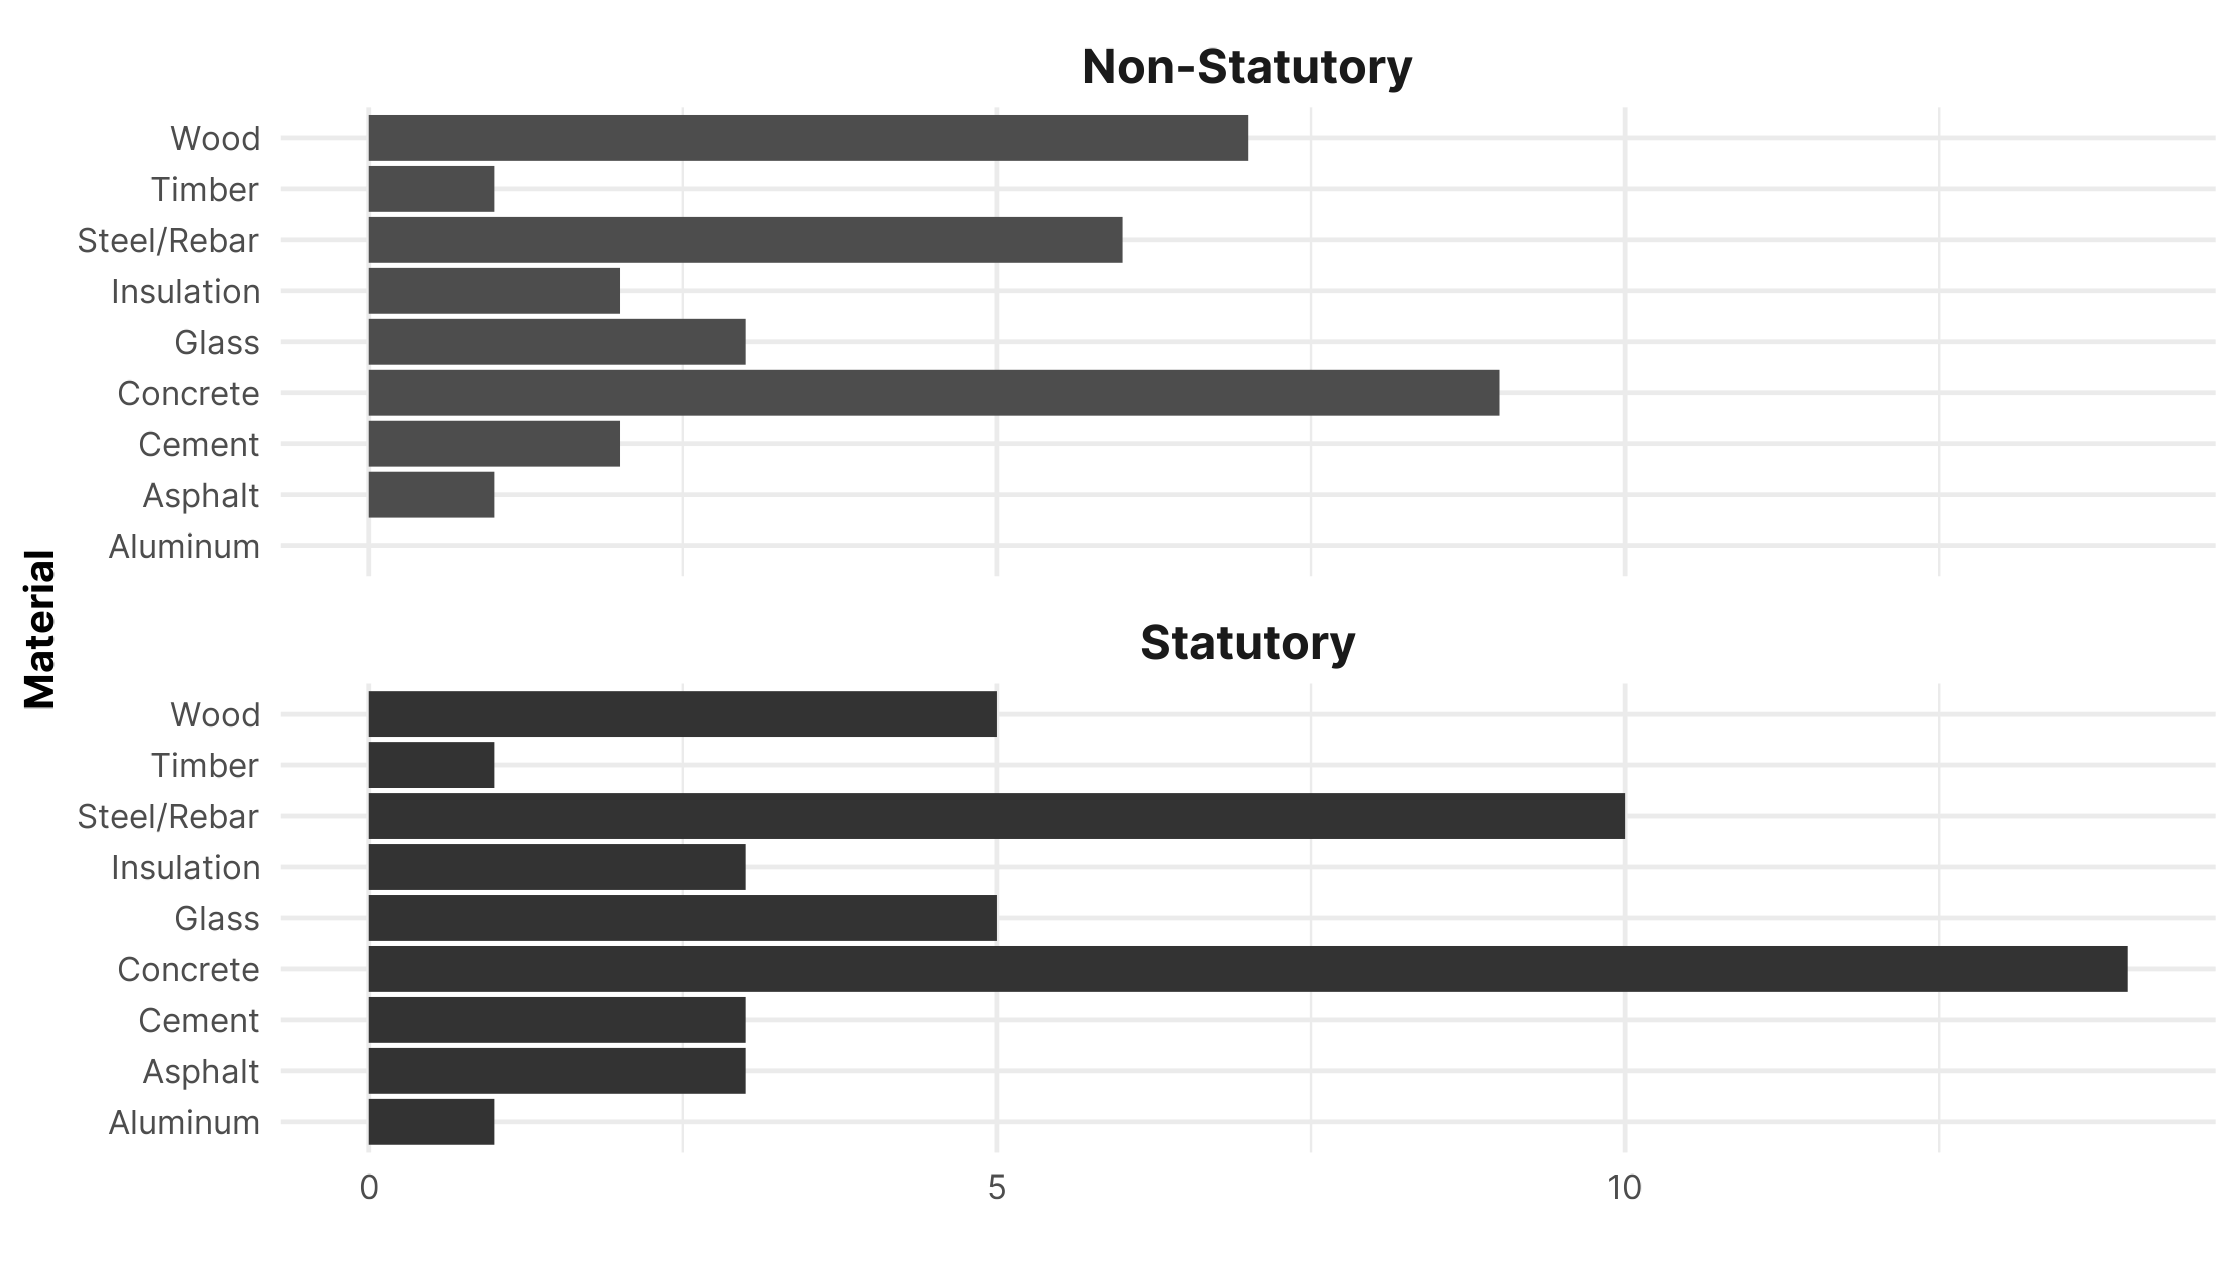 Non-Statutory
Wood
Timber
Steel/Rebar
Insulation
Glass
Concrete
Cement
Asphalt
Aluminum
Material
Statutory
Wood
Timber
Steel/Rebar
Insulation
Glass
Concrete
Cement
Asphalt
Aluminum
0 5 10